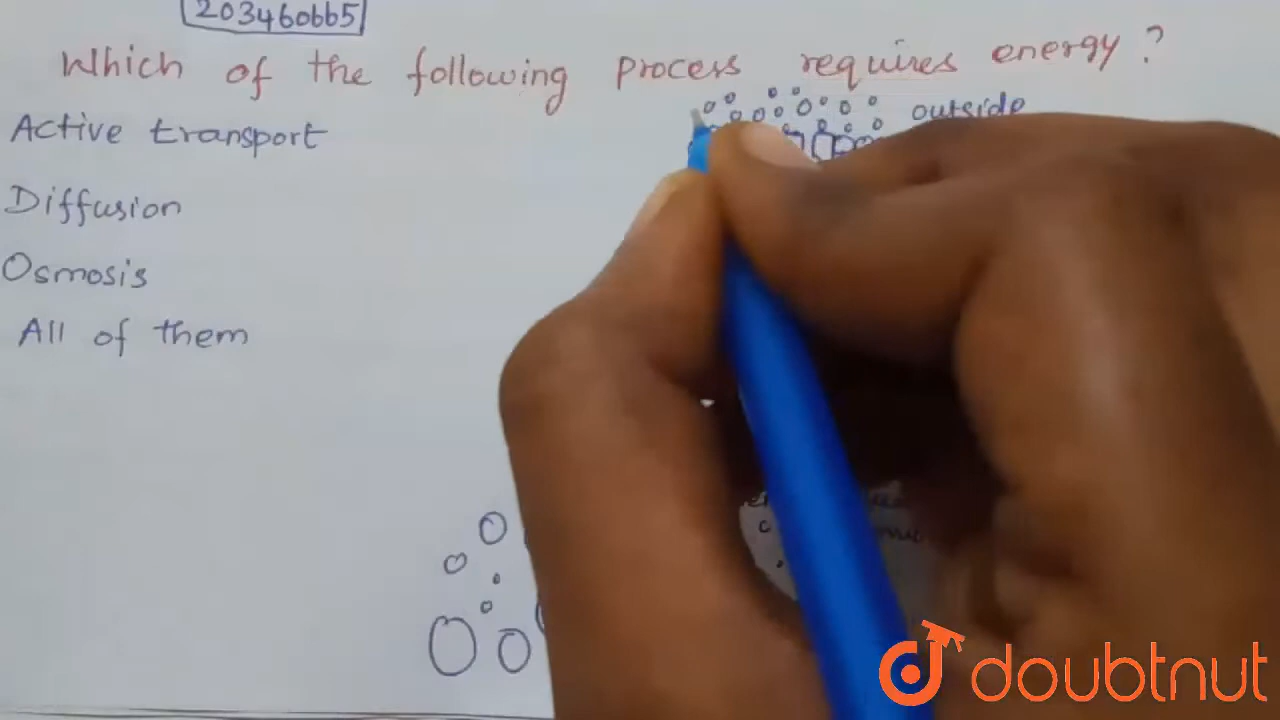 203460665
Which of the following process requires energy?
outside
Active transport
Diffusion
Osmosis
All of them
doubtnut